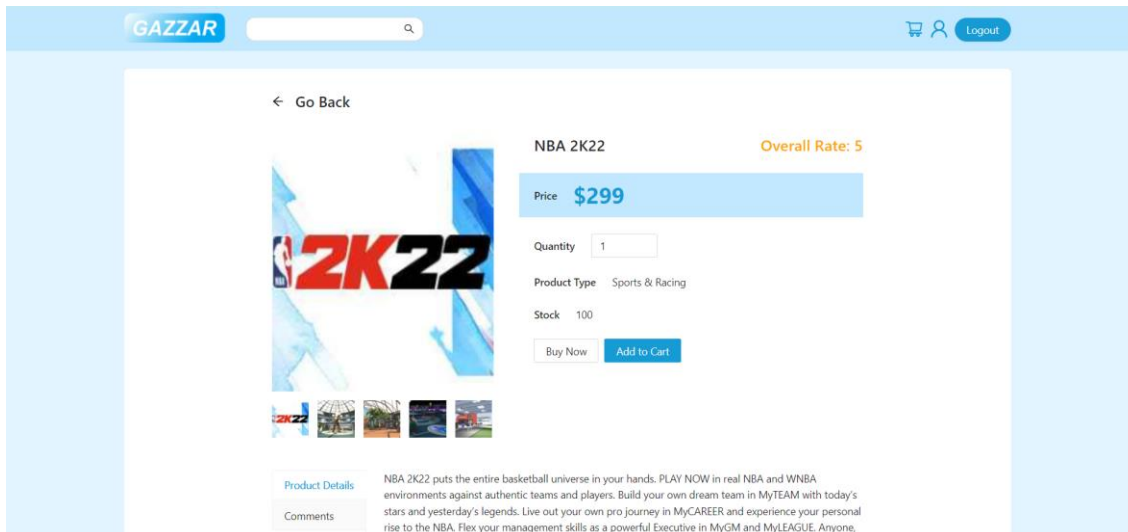 GAZZAR
Logout
Go Back
NBA 2K22
Overall Rate: 5
Price $299
Quantity 1
Product Type Sports & Racing
Stock 100
Buy Now Add to Cart
NBA 2K22
2K22
Product Details
Comments
NBA 2K22 puts the entire basketball universe in your hands. PLAY NOW in real NBA and WNBA
environments against authentic teams and players. Build your own dream team in MyTEAM with today's
stars and yesterday's legends. Live out your own pro journey in MyCAREER and experience your personal
rise to the NBA. Flex your management skills as a powerful Executive in MyGM and MyLEAGUE. Anyone,